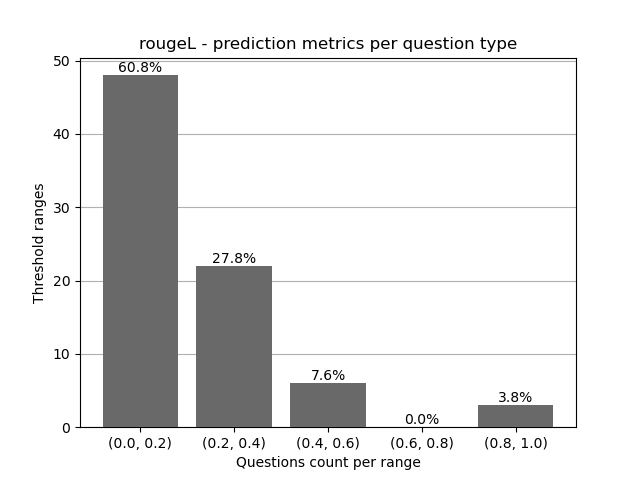 rougeL - prediction metrics per question type
50
60.8%
40
30
27.8%
20
10
7.6%
3.8%
0.0%
0
(0.0, 0.2) (0.2, 0.4) (0.4, 0.6) (0.6, 0.8) (0.8, 1.0)
Questions count per range
Threshold ranges